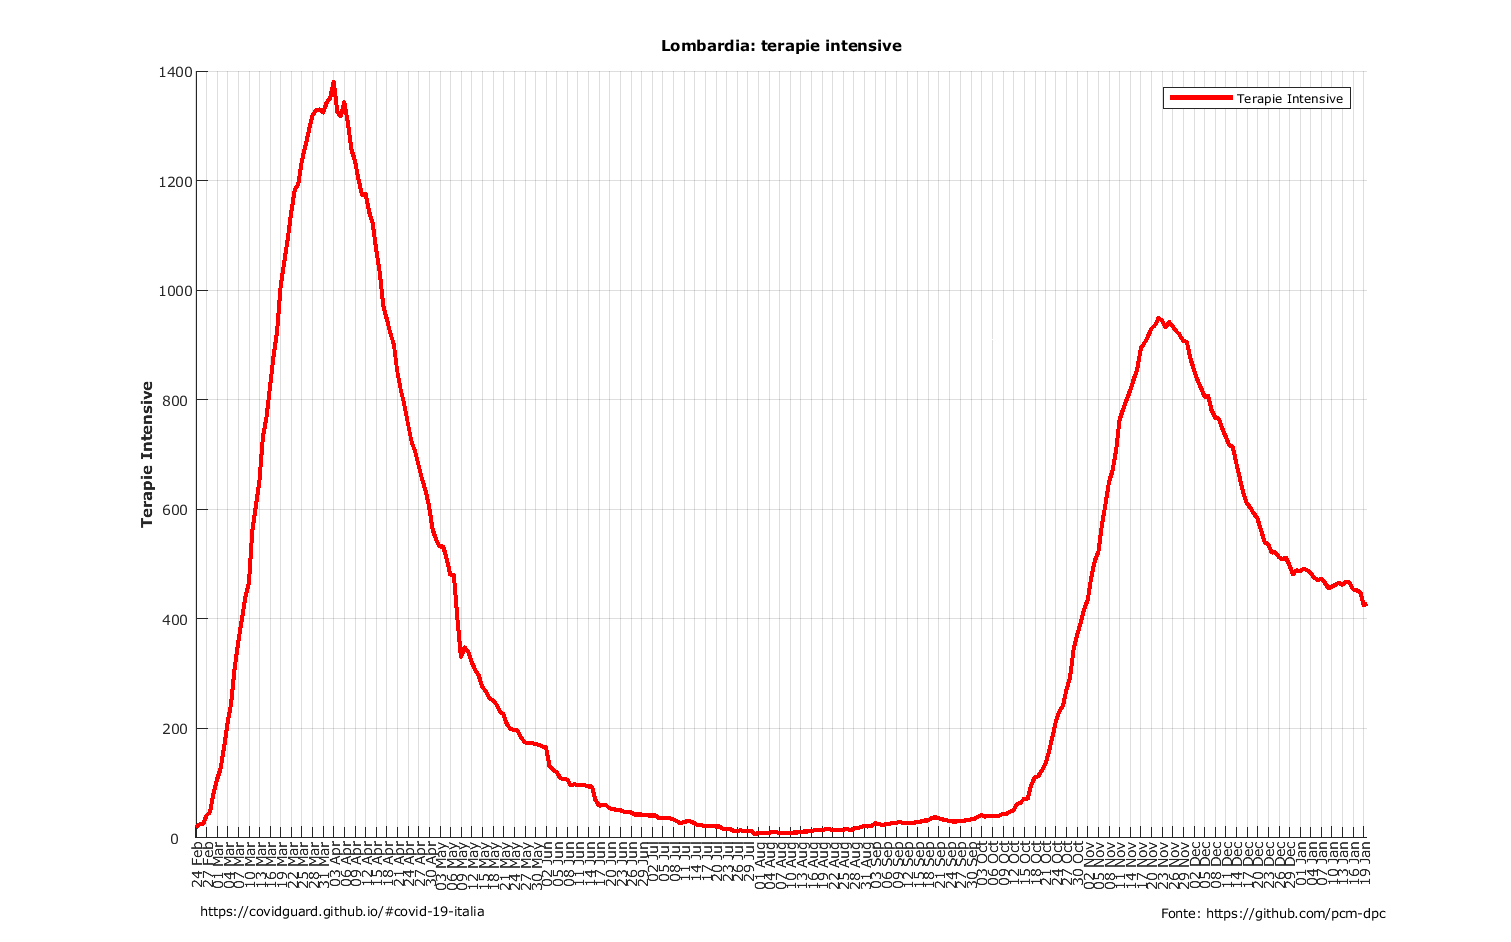 Lombardia: terapie intensive
Terapie Intensive
1400
1200
1000
800
600
400
200
0
Terapie Intensive
24 Feb
27 Feb
01 Mar
04 Mar
07 Mar
10 Mar
13 Mar
16 Mar
19 Mar
22 Mar
25 Mar
28 Mar
31 Mar
03 Apr
06 Apr
09 Apr
12 Apr
15 Apr
18 Apr
21 Apr
24 Apr
27 Apr
30 Apr
03 May
06 May
09 May
12 May
15 May
18 May
21 May
24 May
27 May
30 May
02 Jun
05 Jun
08 Jun
11 Jun
14 Jun
17 Jun
20 Jun
23 Jun
26 Jun
29 Jun
02 Jul
05 Jul
08 Jul
11 Jul
14 Jul
17 Jul
20 Jul
23 Jul
26 Jul
29 Jul
01 Aug
04 Aug
07 Aug
10 Aug
13 Aug
16 Aug
19 Aug
22 Aug
25 Aug
28 Aug
31 Aug
03 Sep
06 Sep
09 Sep
12 Sep
15 Sep
18 Sep
21 Sep
24 Sep
27 Sep
30 Sep
03 Oct
06 Oct
09 Oct
12 Oct
15 Oct
18 Oct
21 Oct
24 Oct
27 Oct
30 Oct
02 Nov
05 Nov
08 Nov
11 Nov
14 Nov
17 Nov
20 Nov
23 Nov
26 Nov
29 Nov
02 Dec
05 Dec
08 Dec
11 Dec
14 Dec
17 Dec
20 Dec
23 Dec
26 Dec
29 Dec
01 Jan
04 Jan
07 Jan
10 Jan
13 Jan
16 Jan
19 Jan
https://covidguard.github.io/#covid-19-italia
Fonte: https://github.com/pcm-dpc